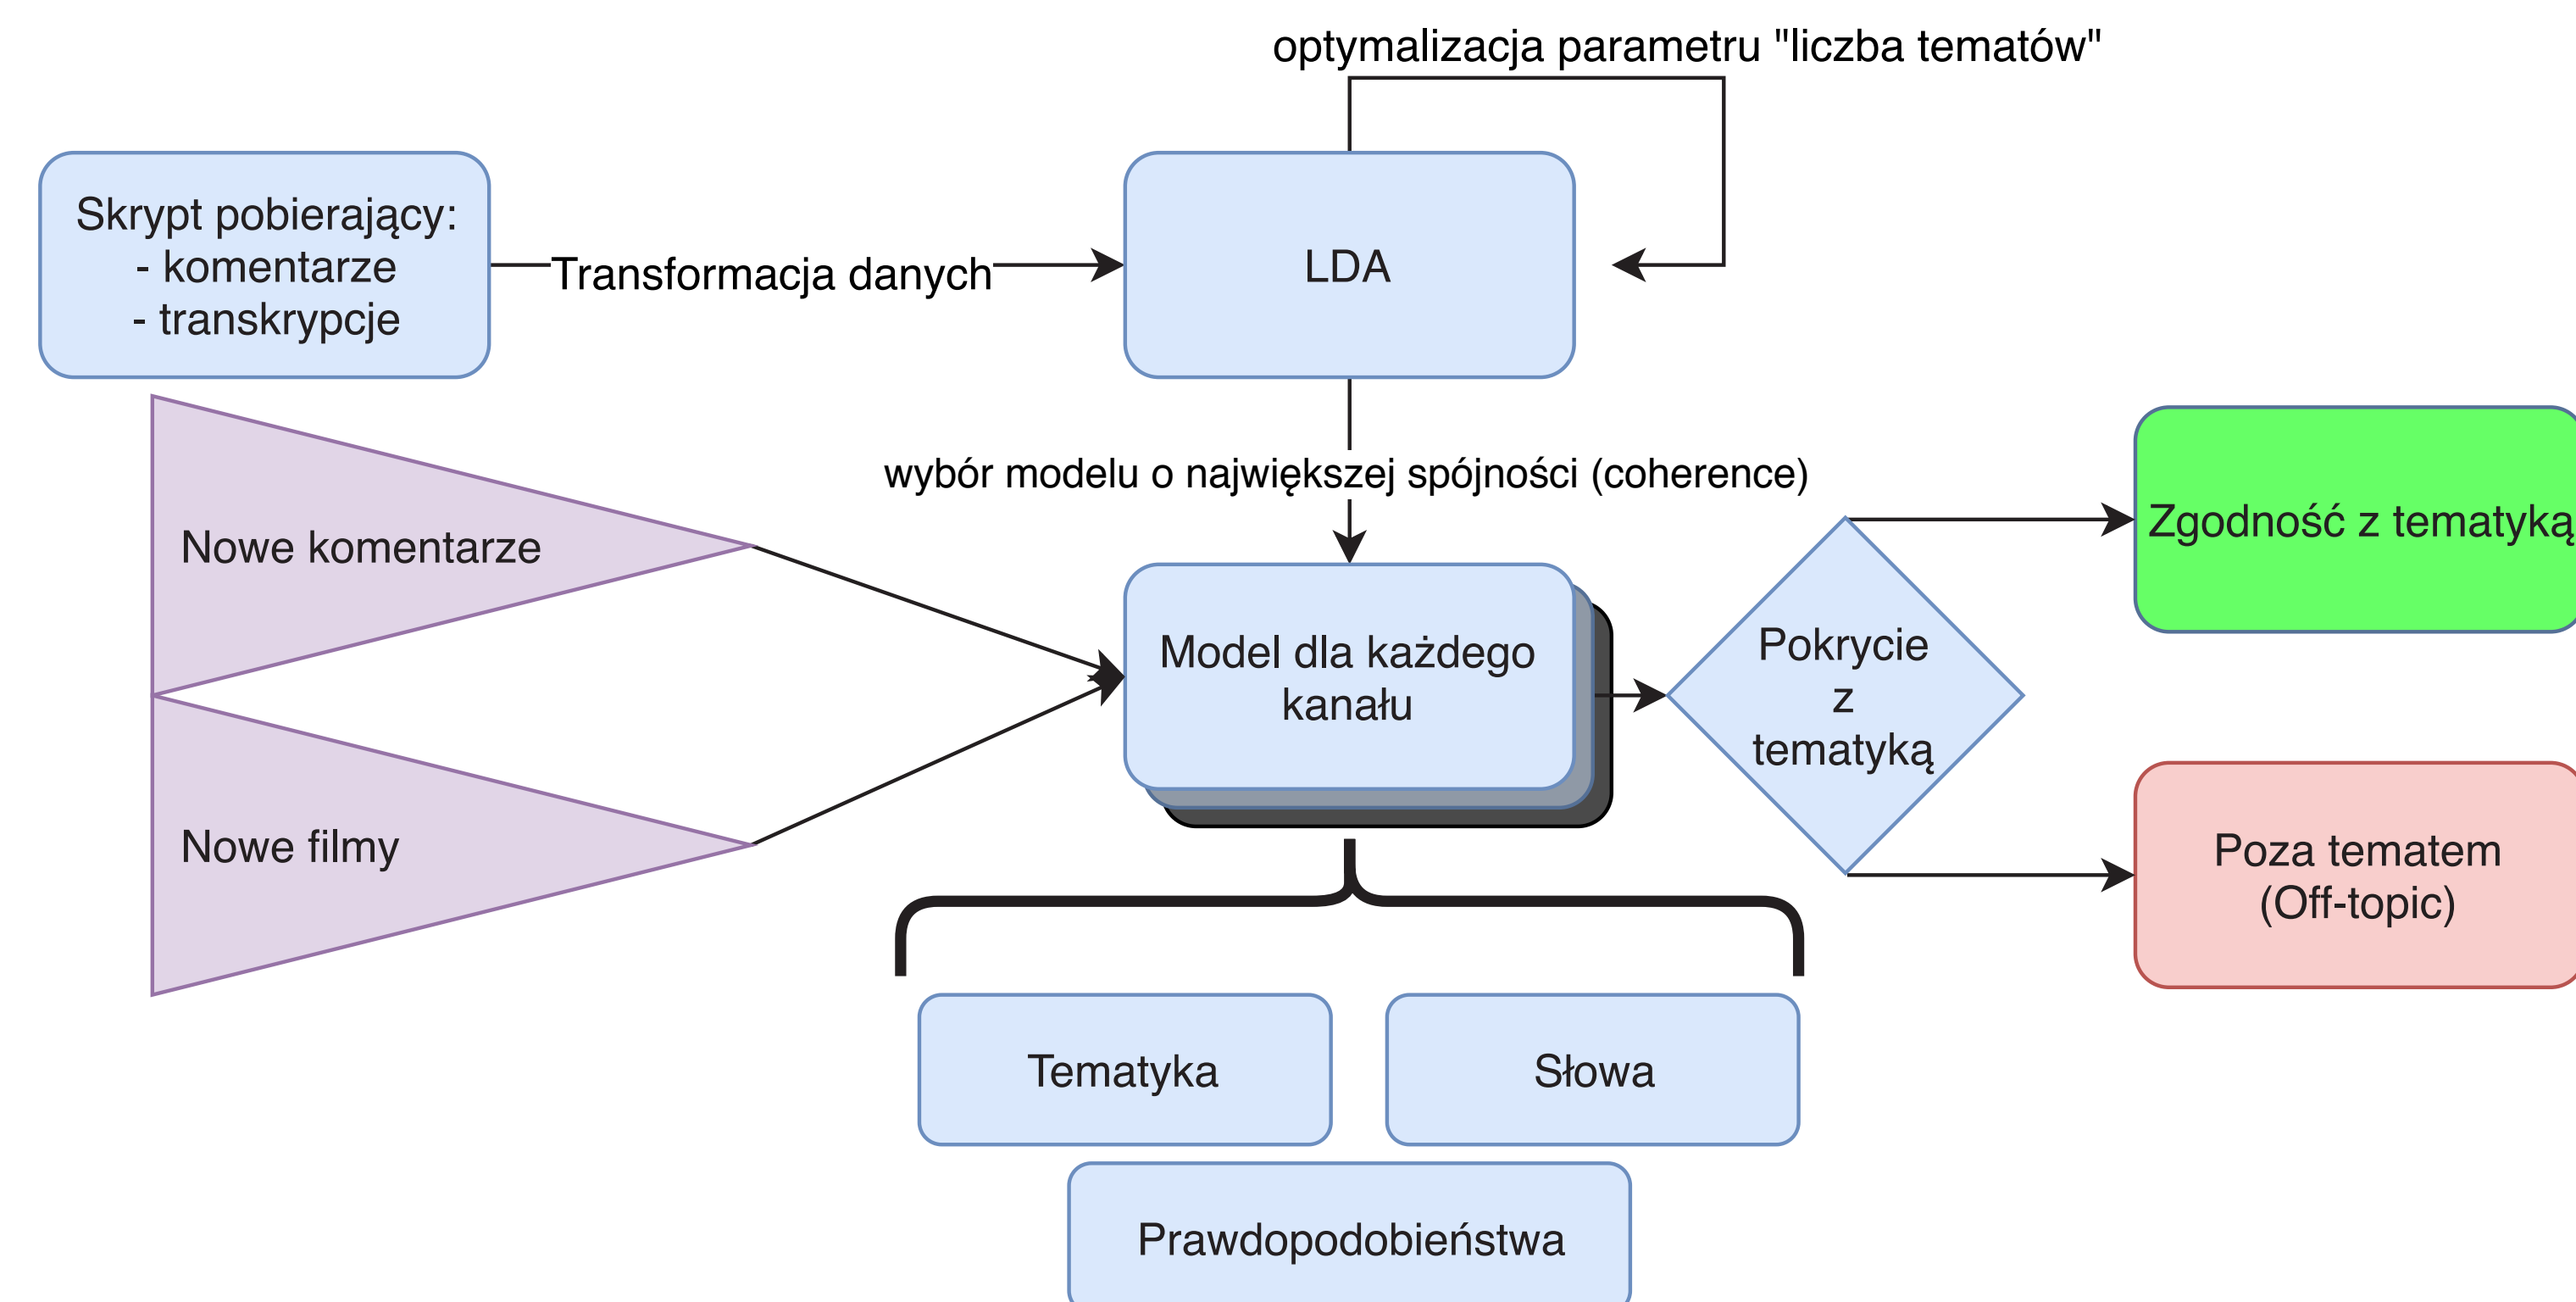 optymalizacja parametru "liczba tematów"
Skrypt pobierający:
- komentarze
- transkrypcje
Transformacja danych
LDA
wybór modelu o największej spójności (coherence)
Nowe komentarze
Nowe filmy
Model dla każdego
kanału
Pokrycie
z
tematyką
Zgodność z tematyką
Poza tematem
(Off-topic)
Tematyka
Słowa
Prawdopodobieństwa